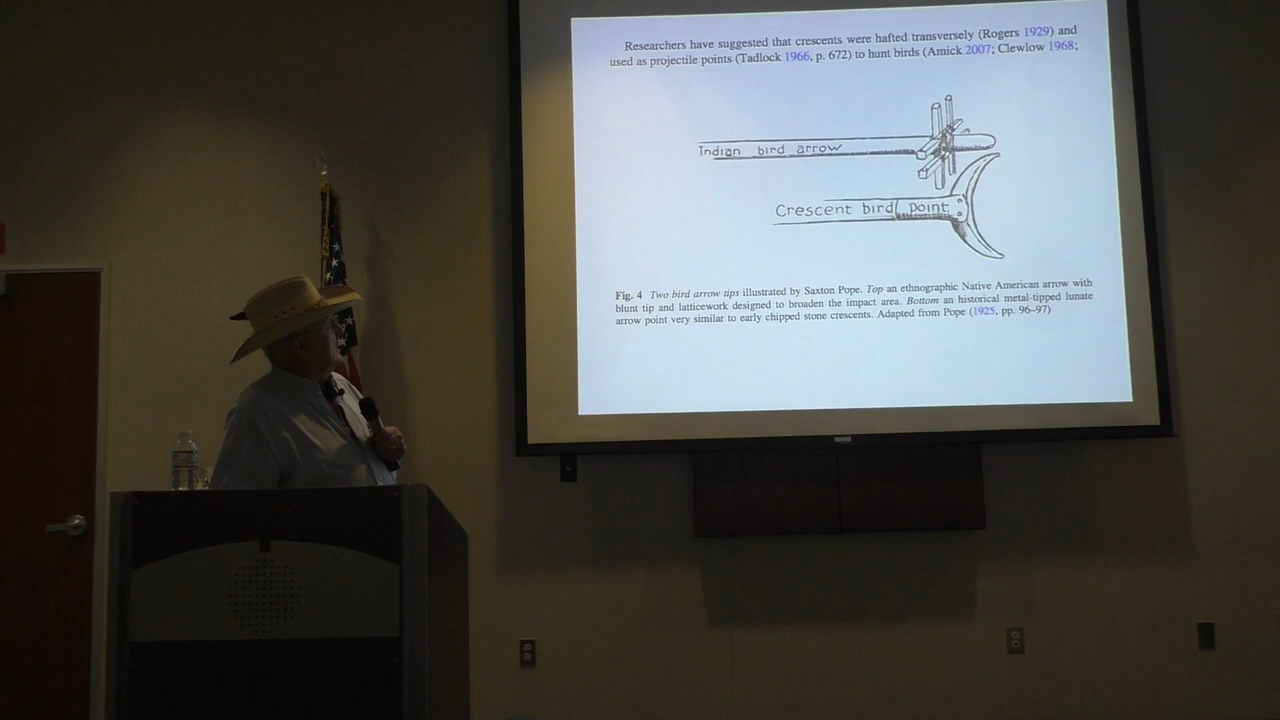 Researchers have suggested that crescents were hafted transversely (Rogers 1929) and
used as projectile points (Tadlock 1966, p. 672) to hunt birds (Amick 2007; Clewlow 1968;
Indian bird arrow
Crescent bird point
Fig. 4 Two bird arrow tips illustrated by Saxton Pope. Top an ethnographic Native American arrow with
blunt tip and latticework designed to broaden the impact area. Bottom an historical metal-tipped lunate
arrow point very similar to early chipped stone crescents. Adapted from Pope (1925, pp. 96–97)